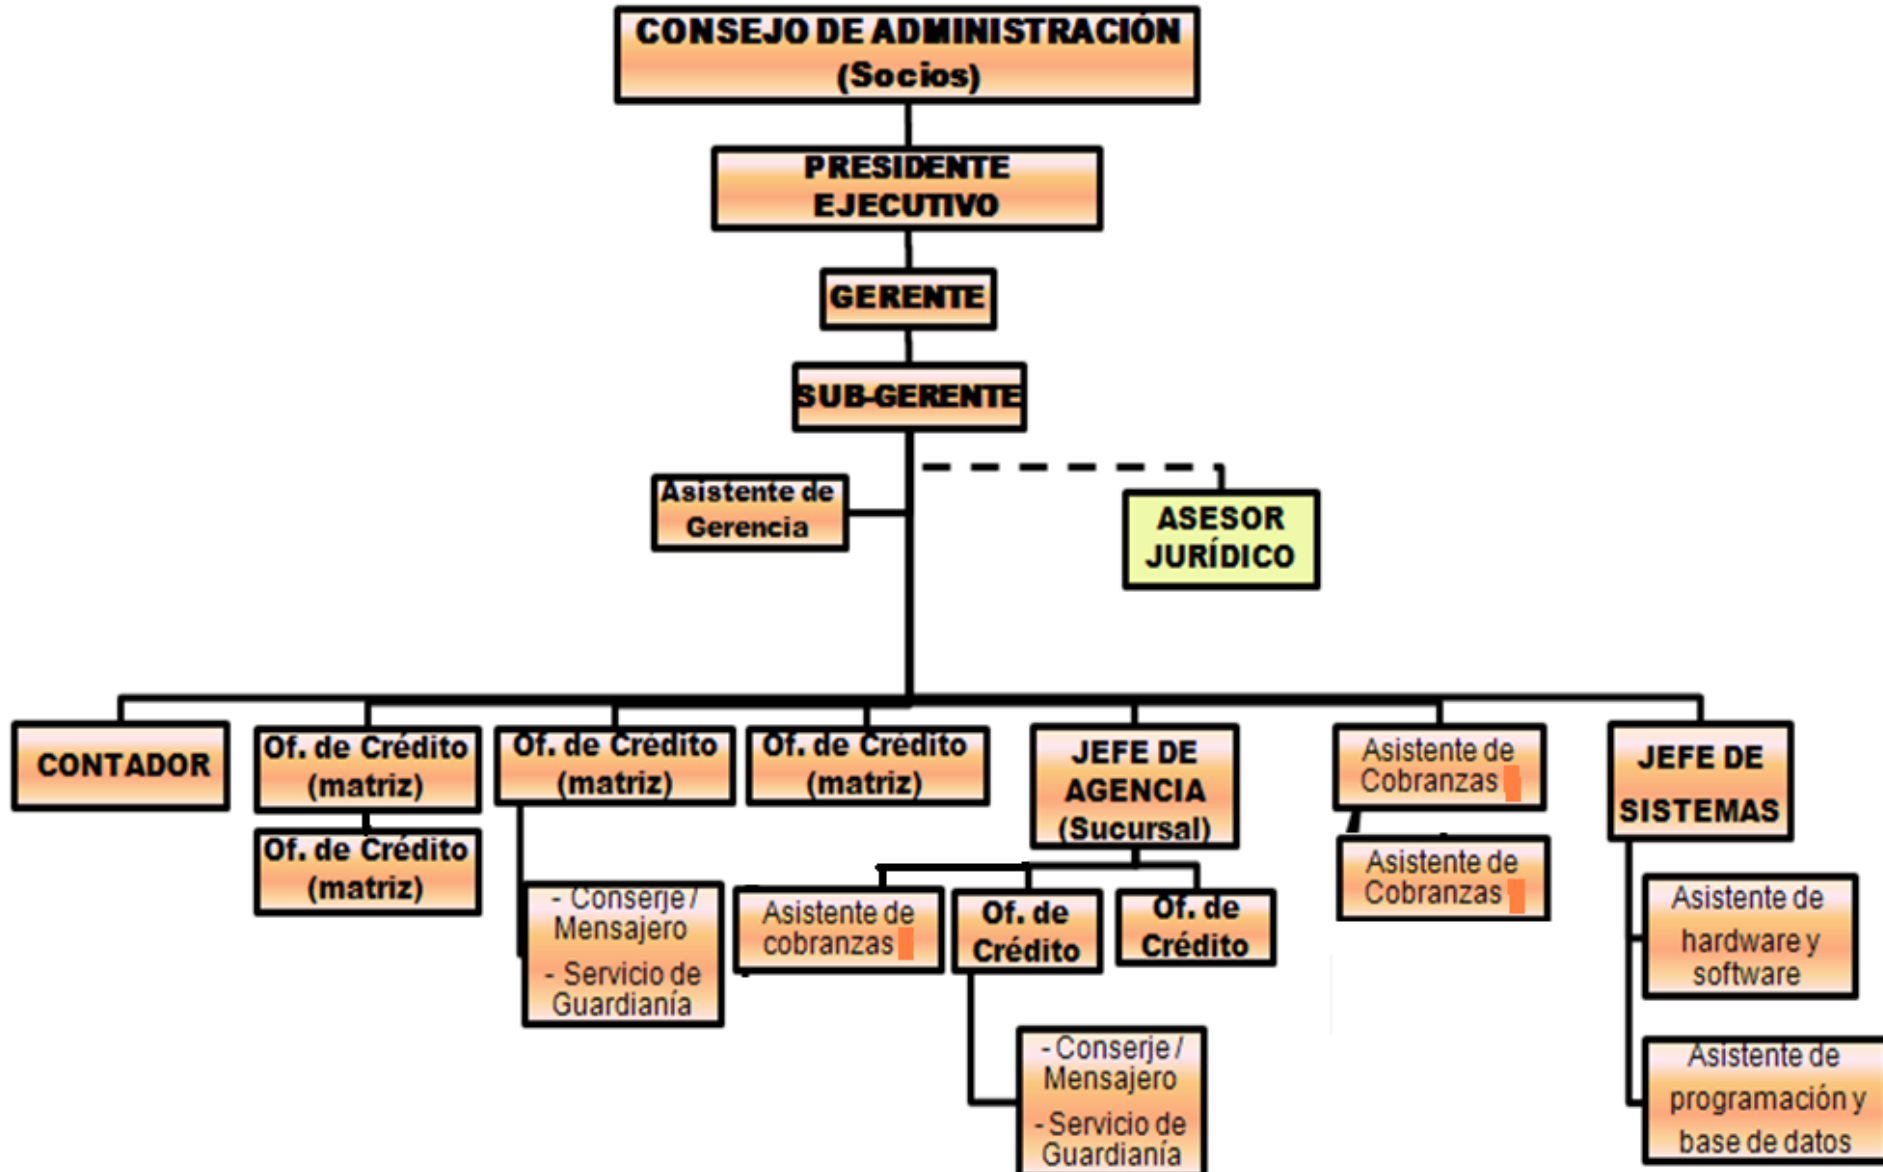 CONSEJO DE ADMINISTRACIÓN
(Socios)
PRESIDENTE
EJECUTIVO
GERENTE
SUB-GERENTE
Asistente de
Gerencia
ASESOR
JURÍDICO
CONTADOR
Of. de Crédito
(matriz)
Of. de Crédito
(matriz)
Of. de Crédito
(matriz)
Of. de Crédito
(matriz)
JEFE DE
AGENCIA
(Sucursal)
Asistente de
Cobranzas
Asistente de
Cobranzas
JEFE DE
SISTEMAS
- Conserje /
Mensajero
- Servicio de
Guardianía
Asistente de
cobranzas
Of. de
Crédito
Of. de
Crédito
- Conserje /
Mensajero
- Servicio de
Guardianía
Asistente de
hardware y
software
Asistente de
programación y
base de datos